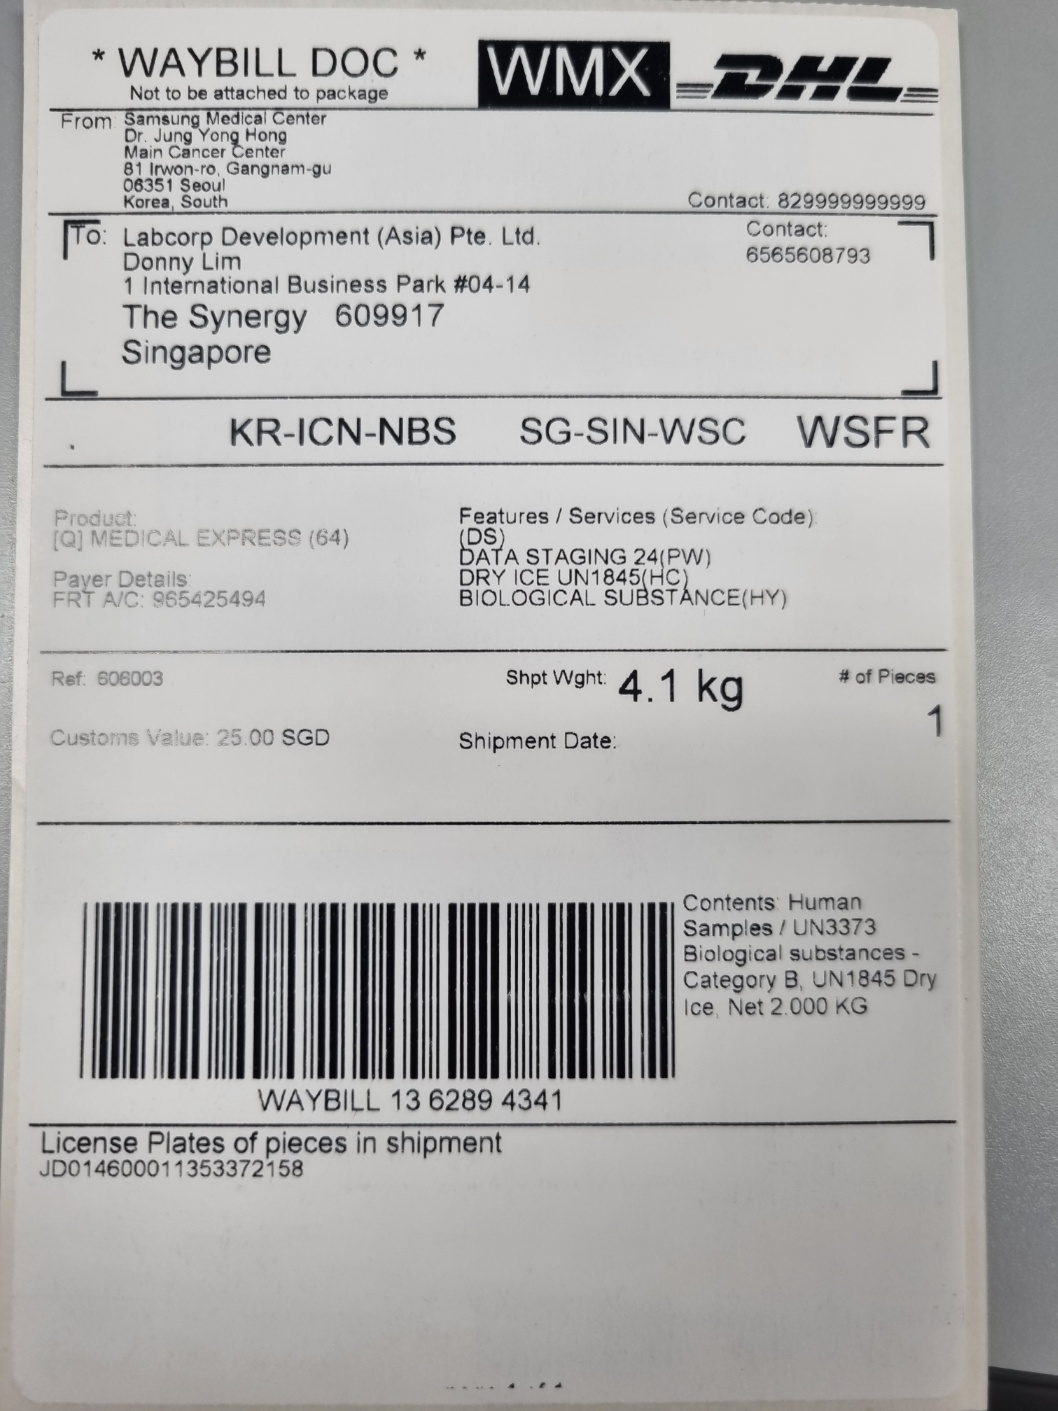 * WAYBILL DOC *
Not to be attached to package
WMX
DHL
From Samsung Medical Center
Dr. Jung Yong Hong
Main Cancer Center
81 Irwon-ro, Gangnam-gu
06351 Seoul
Korea, South
Contact: 829999999999
To: Labcorp Development (Asia) Pte. Ltd.
Donny Lim
1 International Business Park #04-14
The Synergy 609917
Singapore
Contact:
6565608793
KR-ICN-NBS SG-SIN-WSC WSFR
Product:
[Q] MEDICAL EXPRESS (64)
Payer Details:
FRT A/C: 965425494
Features / Services (Service Code):
(DS)
DATA STAGING 24(PW)
DRY ICE UN1845(HC)
BIOLOGICAL SUBSTANCE(HY)
Ref: 606003
Shpt Wght: 4.1 kg
# of Pieces
1
Customs Value: 25.00 SGD
Shipment Date:
Contents: Human
Samples / UN3373
Biological substances -
Category B, UN1845 Dry
Ice, Net 2.000 KG
WAYBILL 13 6289 4341
License Plates of pieces in shipment
JD014600011353372158